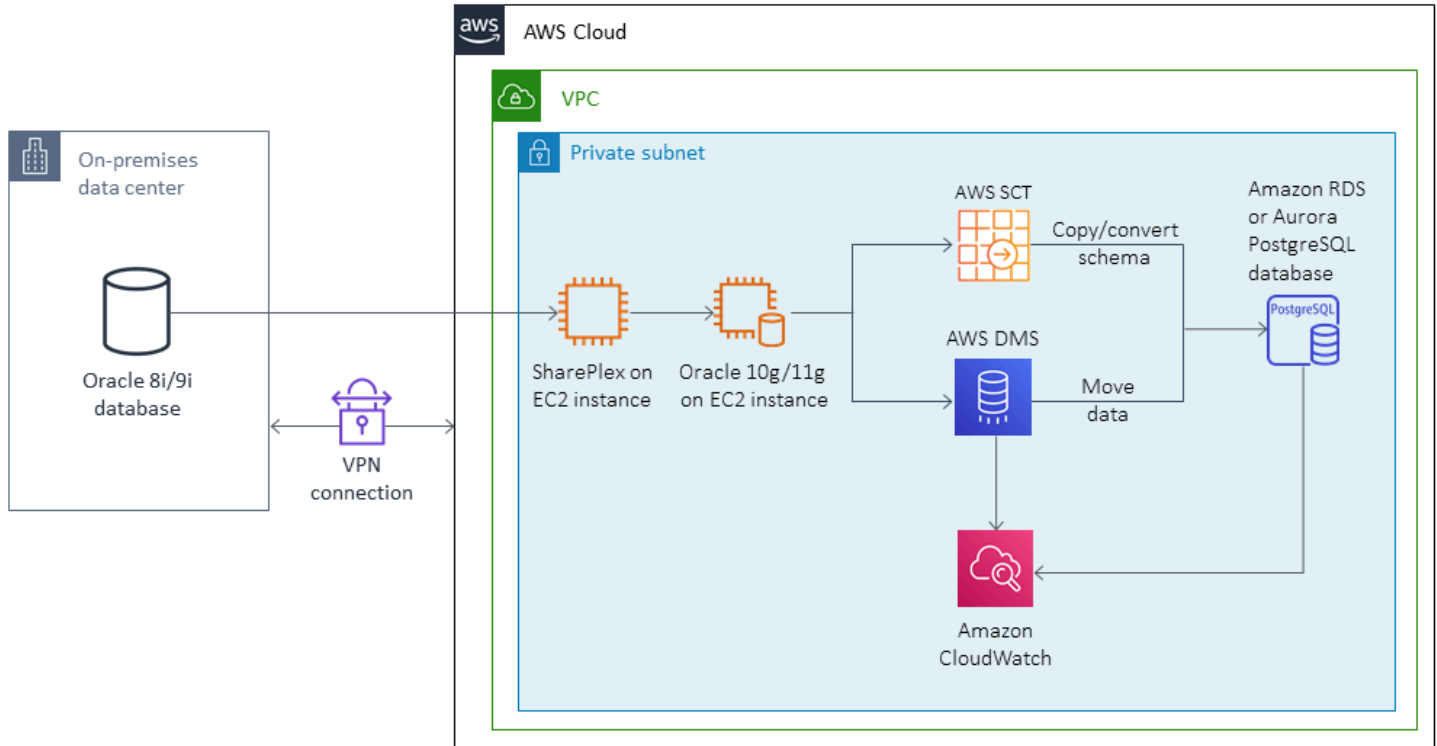 aws
AWS Cloud
VPC
Private subnet
On-premises
data center
Oracle 8i/9i
database
VPN
connection
SharePlex on
EC2 instance
Oracle 10g/11g
on EC2 instance
AWS SCT
Copy/convert
schema
AWS DMS
Move
data
Amazon RDS
or Aurora
PostgreSQL
database
PostgreSQL
Amazon
CloudWatch